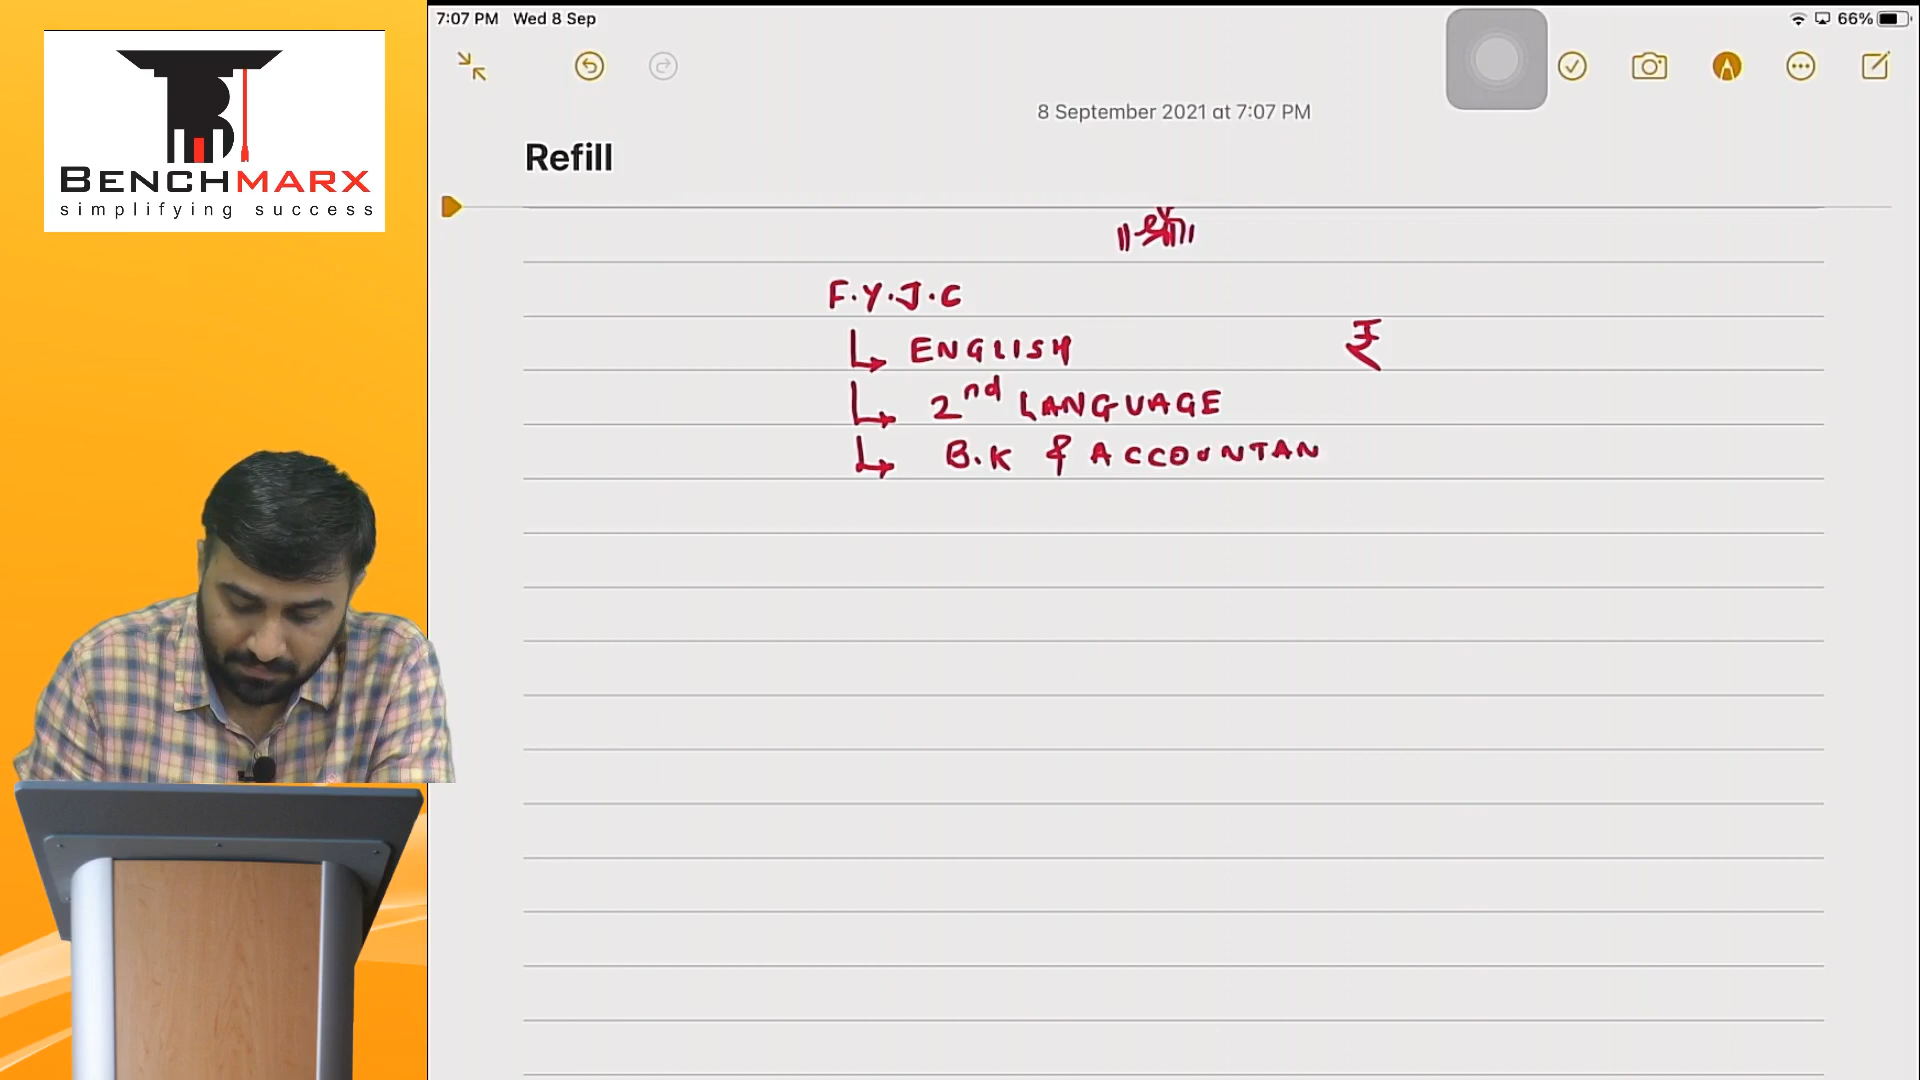 7:07 PM Wed 8 Sep
66%
BENCHMARX
simplifying success
8 September 2021 at 7:07 PM
Refill
॥ श्री ॥
F.Y.J.C
ENGLISH
₹
2nd LANGUAGE
B.K & ACCOUNTAN